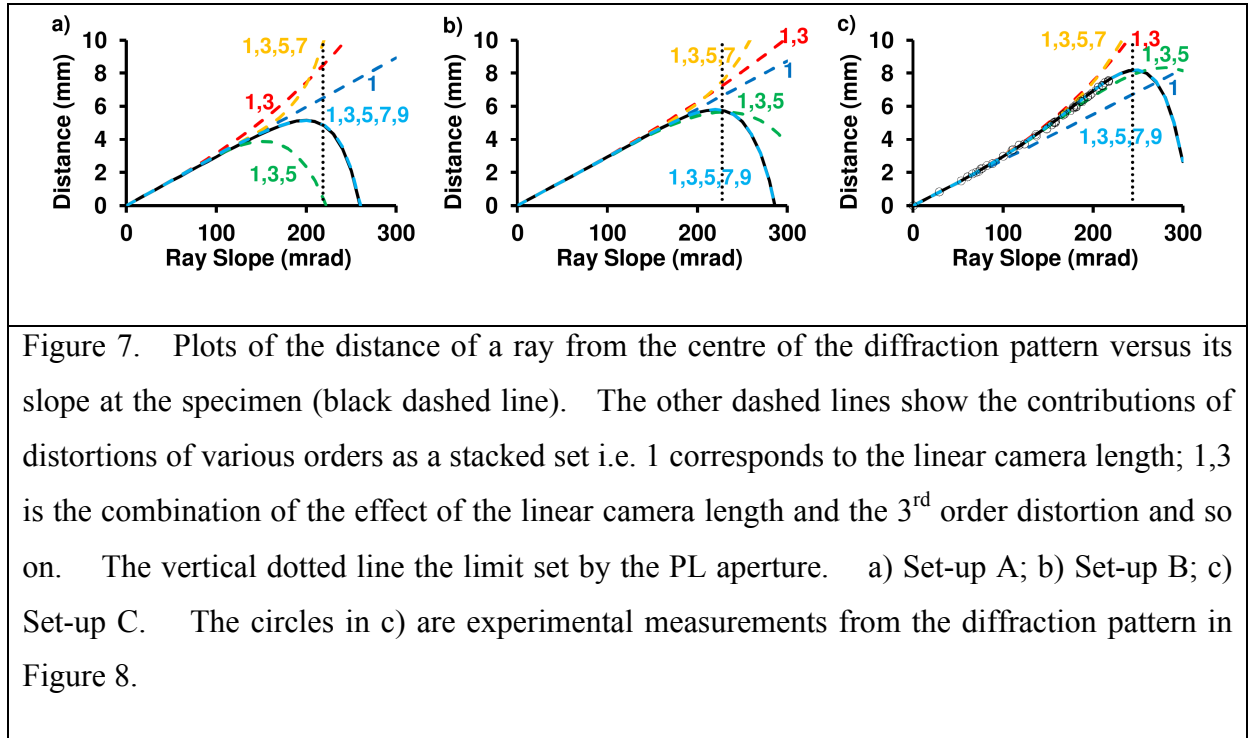 a)
10
8
6
4
2
0
Distance (mm)
1,3,5,7
1,3
1
1,3,5,7,9
1,3,5
0 100 200 300
Ray Slope (mrad)
b)
10
8
6
4
2
0
Distance (mm)
1,3,5,7
1,3
1
1,3,5
1,3,5,7,9
0 100 200 300
Ray Slope (mrad)
c)
10
8
6
4
2
0
Distance (mm)
1,3,5,7
1,3
1,3,5
1
1,3,5,7,9
0 100 200 300
Ray Slope (mrad)
Figure 7. Plots of the distance of a ray from the centre of the diffraction pattern versus its
slope at the specimen (black dashed line). The other dashed lines show the contributions of
distortions of various orders as a stacked set i.e. 1 corresponds to the linear camera length; 1,3
is the combination of the effect of the linear camera length and the 3rd order distortion and so
on. The vertical dotted line the limit set by the PL aperture. a) Set-up A; b) Set-up B; c)
Set-up C. The circles in c) are experimental measurements from the diffraction pattern in
Figure 8.